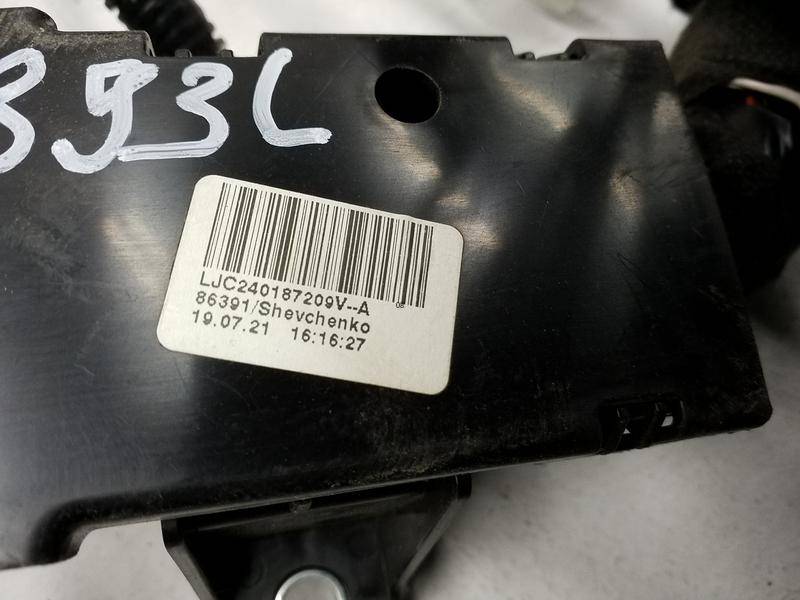 393L
LJC240187209V--A
86391/Shevchenko
19.07.21 16:16:27